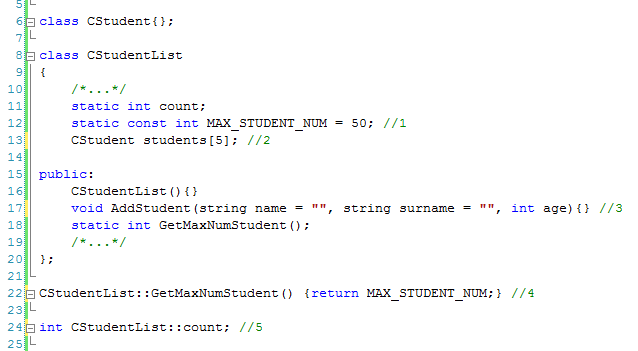 5
6 class CStudent{};
7
8 class CStudentList
9 {
10 /*...*/
11 static int count;
12 static const int MAX_STUDENT_NUM = 50; //1
13 CStudent students[5]; //2
14
15 public:
16 CStudentList(){}
17 void AddStudent(string name = "", string surname = "", int age){} //3
18 static int GetMaxNumStudent();
19 /*...*/
20 };
21
22 CStudentList::GetMaxNumStudent() {return MAX_STUDENT_NUM;} //4
23
24 int CStudentList::count; //5
25